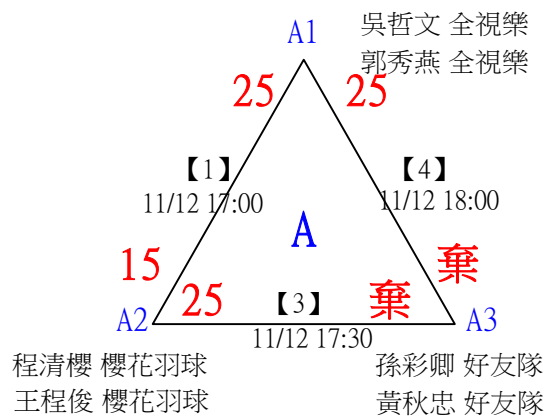 A1
吳哲文 全視樂
郭秀燕 全視樂
25
25
【1】
11/12 17:00
【4】
11/12 18:00
A
15
棄
25
棄
【3】
11/12 17:30
A2
A3
程清櫻 櫻花羽球
王程俊 櫻花羽球
孫彩卿 好友隊
黃秋忠 好友隊